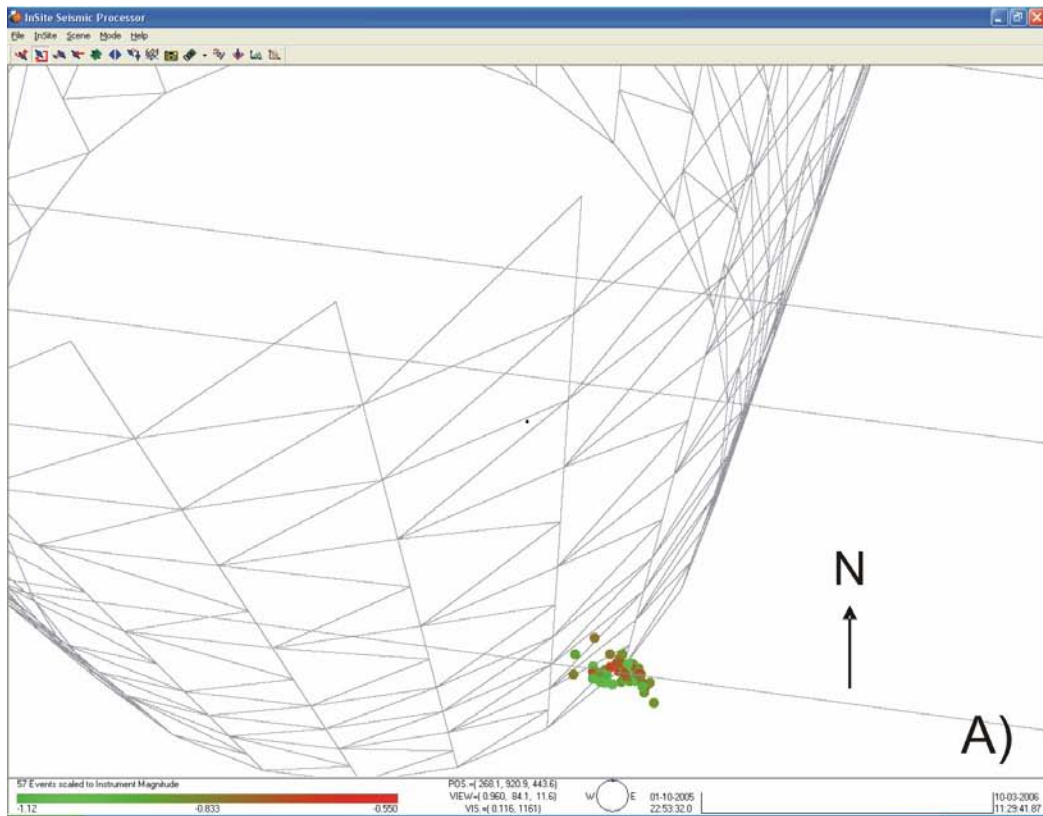 InSite Seismic Processor
File InSite Scene Mode Help
N
A)
57 Events scaled to Instrument Magnitude
-1.12 -0.833 -0.550
POS.=( 268.1, 920.9, 443.6)
VIEW=( 0.960, 84.1, 11.6)
VIS.=( 0.116, 1161)
W E
01-10-2005
22:53:32.0
10-03-2006
11:29:41.87